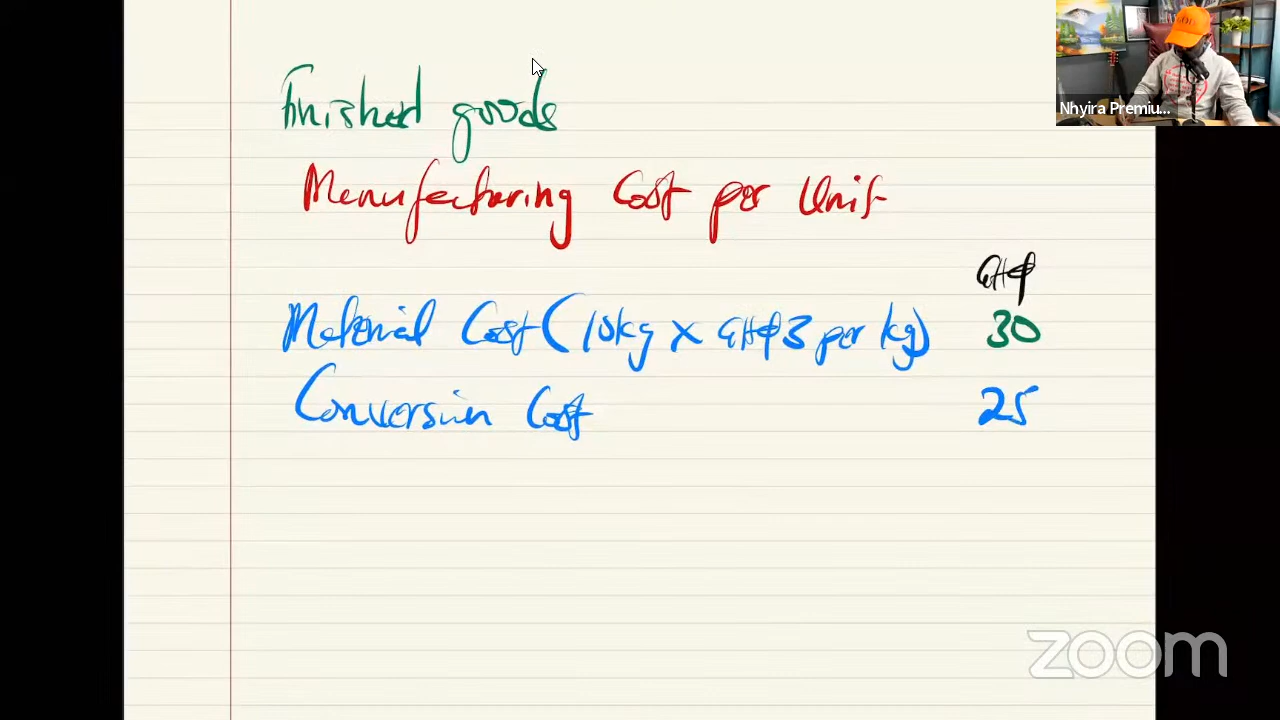 Nhyira Premiu...
Finished goods
Manufacturing Cost per Unit
GH¢
Material Cost (10kg x GH¢3 per kg) 30
Conversion Cost 25
zoom